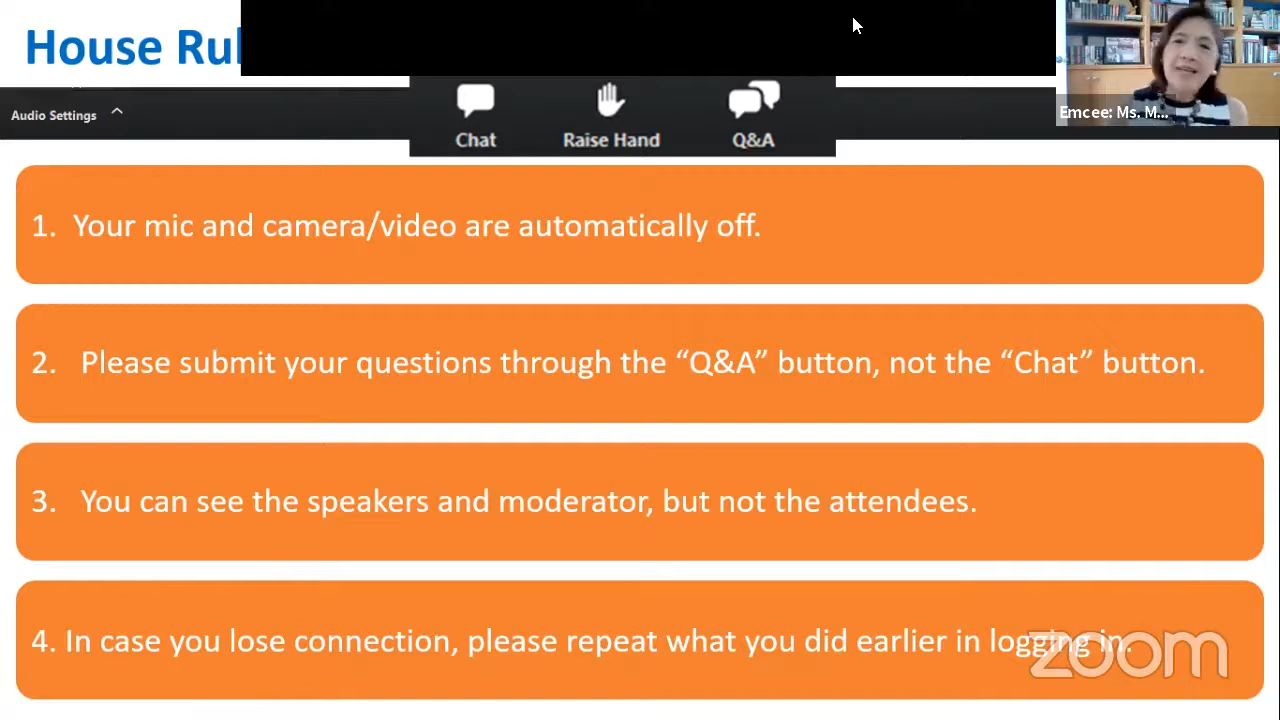 House Ru
Audio Settings
Chat
Raise Hand
Q&A
Emcee: Ms. M...
1. Your mic and camera/video are automatically off.
2. Please submit your questions through the “Q&A” button, not the “Chat” button.
3. You can see the speakers and moderator, but not the attendees.
4. In case you lose connection, please repeat what you did earlier in logging in.
zoom